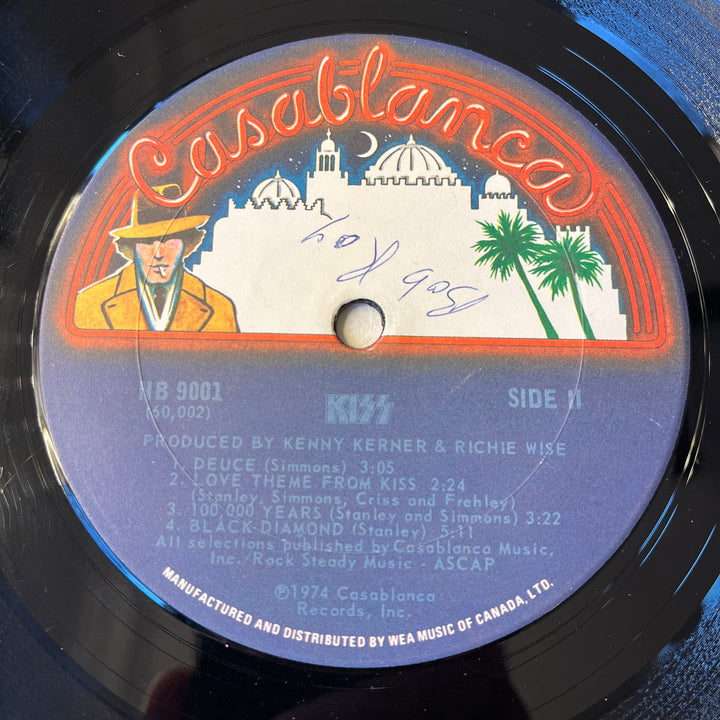 Casablanca
Bob Ray
NB 9001
(60,002)
KISS
SIDE II
PRODUCED BY KENNY KERNER & RICHIE WISE
1. DEUCE (Simmons) 3:05
2. LOVE THEME FROM KISS 2:24
(Stanley, Simmons, Criss and Frehley)
3. 100,000 YEARS (Stanley and Simmons) 3:22
4. BLACK DIAMOND (Stanley) 5:11
All selections published by Casablanca Music,
Inc./Rock Steady Music - ASCAP
℗1974 Casablanca
Records, Inc.
MANUFACTURED AND DISTRIBUTED BY WEA MUSIC OF CANADA, LTD.